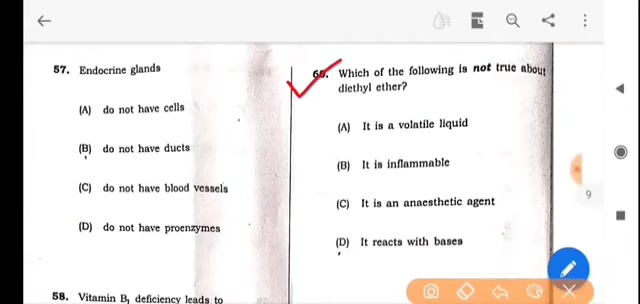 57. Endocrine glands
(A) do not have cells
(B) do not have ducts
(C) do not have blood vessels
(D) do not have proenzymes
58. Vitamin B₁ deficiency leads to
60. Which of the following is not true about
diethyl ether?
(A) It is a volatile liquid
(B) It is inflammable
(C) It is an anaesthetic agent
(D) It reacts with bases
9